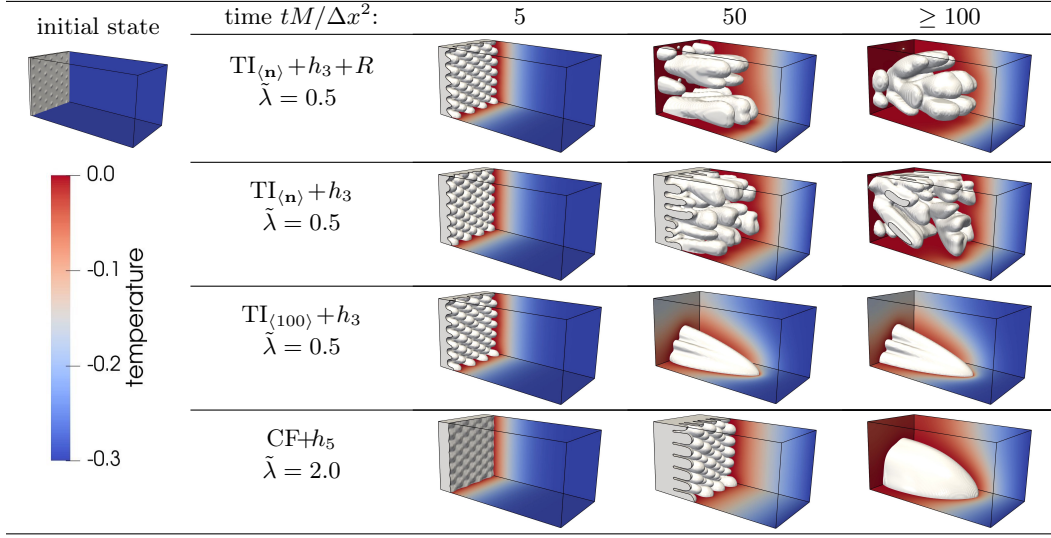 initial state
time tM/Δx²: 5 50 ≥ 100
TI⟨n⟩+h₃+R
λ̃ = 0.5
TI⟨n⟩+h₃
λ̃ = 0.5
TI⟨100⟩+h₃
λ̃ = 0.5
CF+h₅
λ̃ = 2.0
0.0
-0.1
-0.2
-0.3
temperature